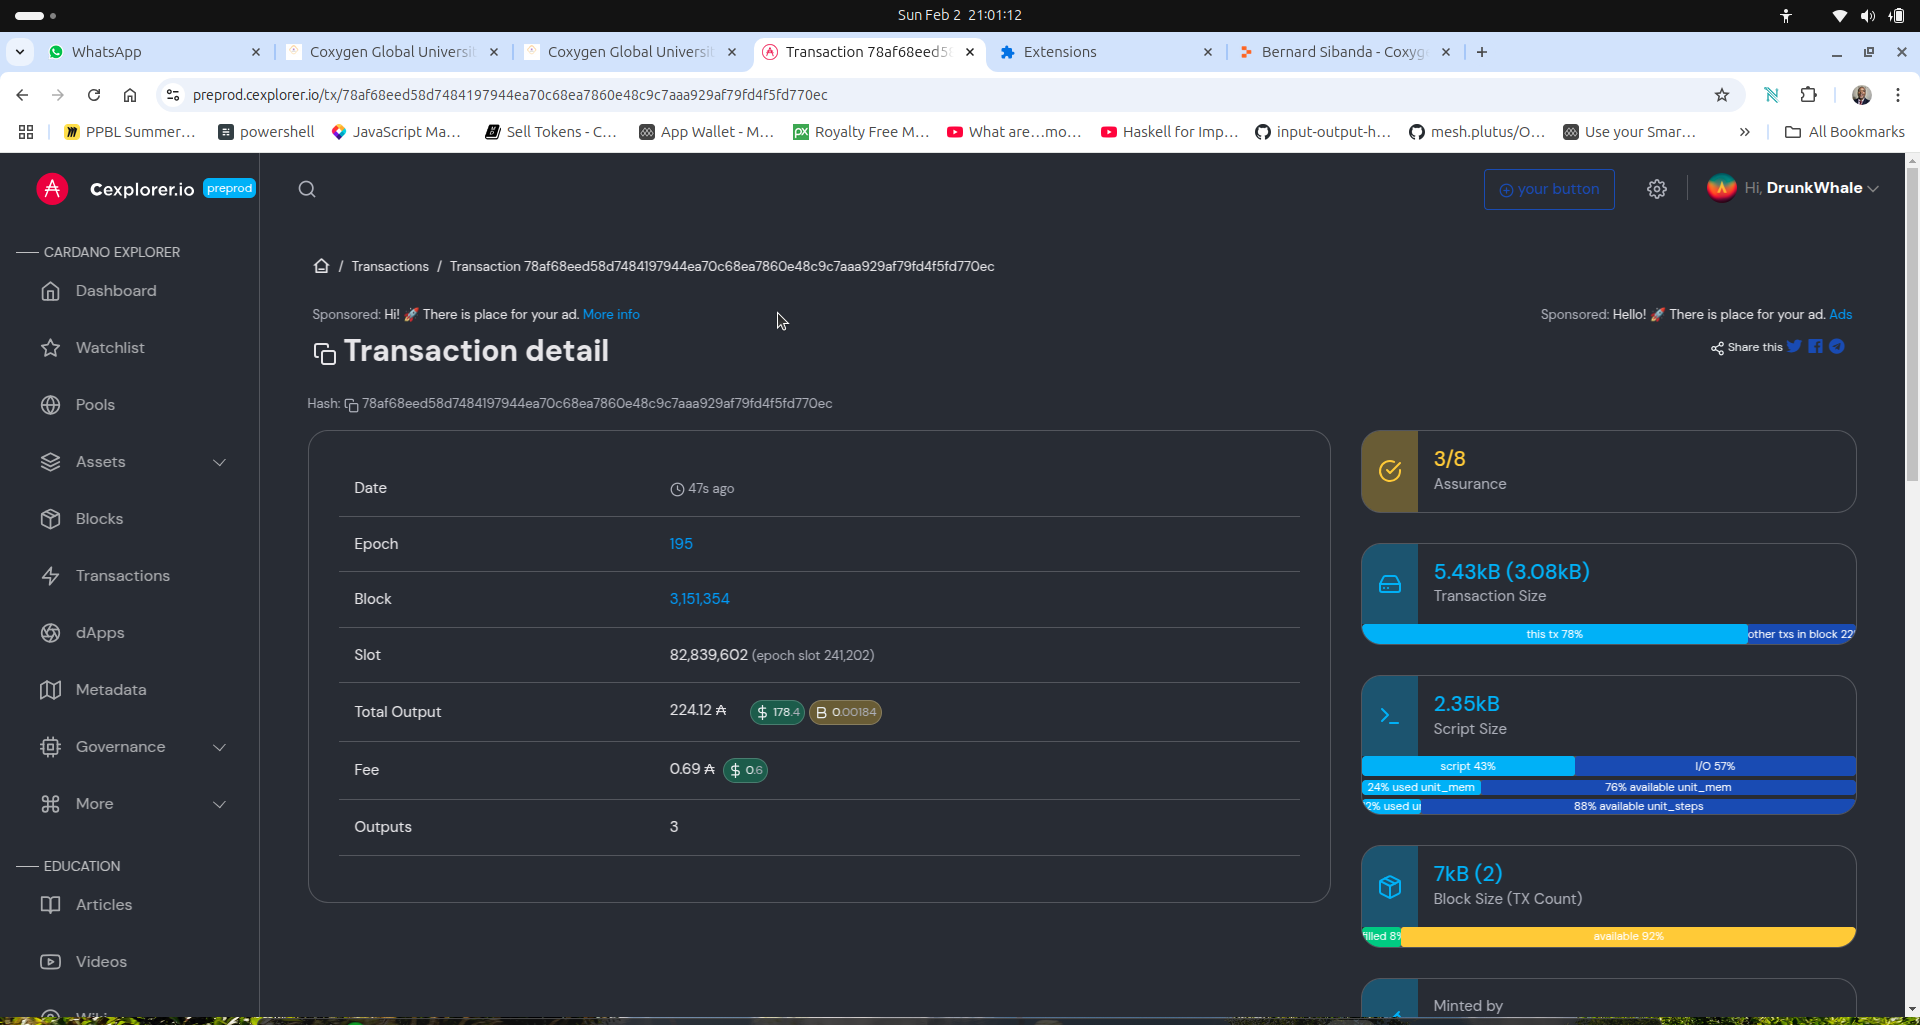 Sun Feb 2 21:01:12
WhatsApp
Coxygen Global Universit
Coxygen Global Universit
Transaction 78af68eed5
Extensions
Bernard Sibanda - Coxyg
preprod.cexplorer.io/tx/78af68eed58d7484197944ea70c68ea7860e48c9c7aaa929af79fd4f5fd770ec
PPBL Summer...
powershell
JavaScript Ma...
Sell Tokens - C...
App Wallet - M...
Royalty Free M...
What are...mo...
Haskell for Imp...
input-output-h...
mesh.plutus/O...
Use your Smar...
All Bookmarks
Cexplorer.io preprod
your button
Hi, DrunkWhale
CARDANO EXPLORER
Dashboard
Watchlist
Pools
Assets
Blocks
Transactions
dApps
Metadata
Governance
More
EDUCATION
Articles
Videos
/ Transactions / Transaction 78af68eed58d7484197944ea70c68ea7860e48c9c7aaa929af79fd4f5fd770ec
Sponsored: Hi! 🚀 There is place for your ad. More info
Sponsored: Hello! 🚀 There is place for your ad. Ads
Transaction detail
Share this
Hash: 78af68eed58d7484197944ea70c68ea7860e48c9c7aaa929af79fd4f5fd770ec
Date 47s ago
Epoch 195
Block 3,151,354
Slot 82,839,602 (epoch slot 241,202)
Total Output 224.12 ₳ $ 178.4 B 0.00184
Fee 0.69 ₳ $ 0.6
Outputs 3
3/8
Assurance
5.43kB (3.08kB)
Transaction Size
this tx 78% other txs in block 22
2.35kB
Script Size
script 43% I/O 57%
24% used unit_mem 76% available unit_mem
2% used u 88% available unit_steps
7kB (2)
Block Size (TX Count)
filled 8% available 92%
Minted by